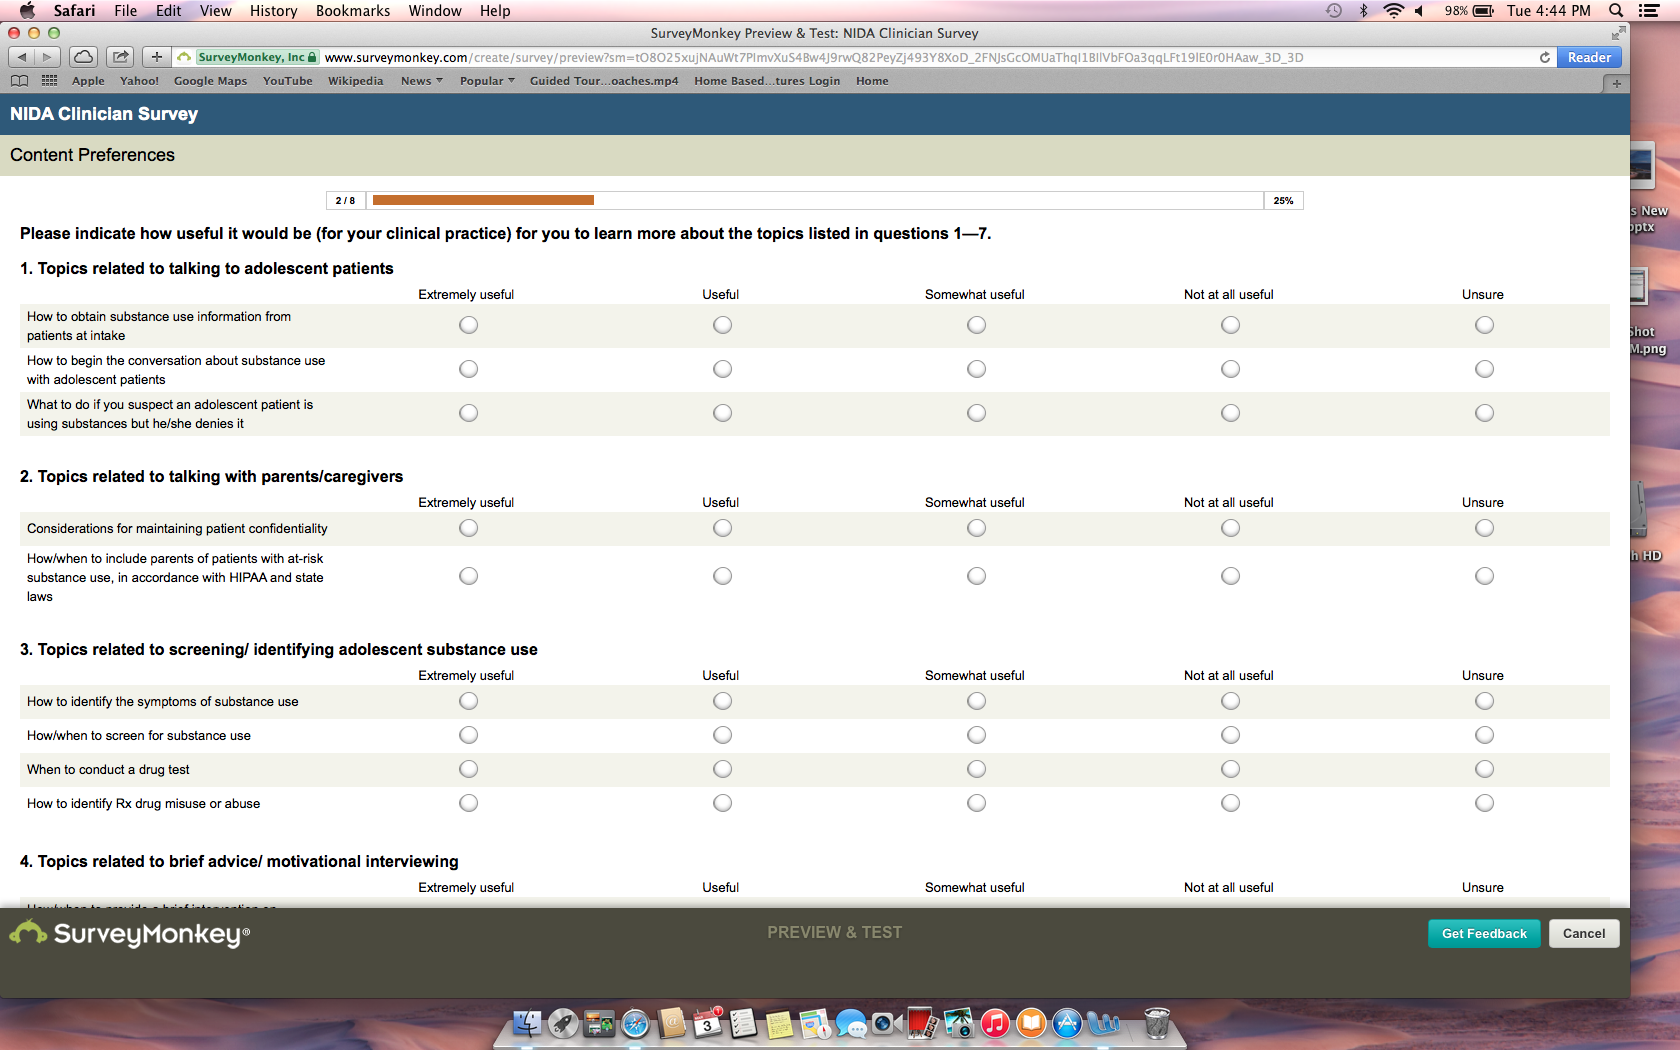 Safari File Edit View History Bookmarks Window Help 98% Tue 4:44 PM
SurveyMonkey Preview & Test: NIDA Clinician Survey
SurveyMonkey, Inc www.surveymonkey.com/create/survey/preview?sm= Reader
Apple Yahoo! Google Maps YouTube Wikipedia News Popular Guided Tour...oaches.mp4 Home Based...tures Login Home
NIDA Clinician Survey
Content Preferences
2 / 8 25%
Please indicate how useful it would be (for your clinical practice) for you to learn more about the topics listed in questions 1—7.
1. Topics related to talking to adolescent patients
Extremely useful Useful Somewhat useful Not at all useful Unsure
How to obtain substance use information from
patients at intake
How to begin the conversation about substance use
with adolescent patients
What to do if you suspect an adolescent patient is
using substances but he/she denies it
2. Topics related to talking with parents/caregivers
Extremely useful Useful Somewhat useful Not at all useful Unsure
Considerations for maintaining patient confidentiality
How/when to include parents of patients with at-risk
substance use, in accordance with HIPAA and state
laws
3. Topics related to screening/ identifying adolescent substance use
Extremely useful Useful Somewhat useful Not at all useful Unsure
How to identify the symptoms of substance use
How/when to screen for substance use
When to conduct a drug test
How to identify Rx drug misuse or abuse
4. Topics related to brief advice/ motivational interviewing
Extremely useful Useful Somewhat useful Not at all useful Unsure
SurveyMonkey®
PREVIEW & TEST
Get Feedback Cancel
s New
pptx
Shot
M.png
h HD
3
1